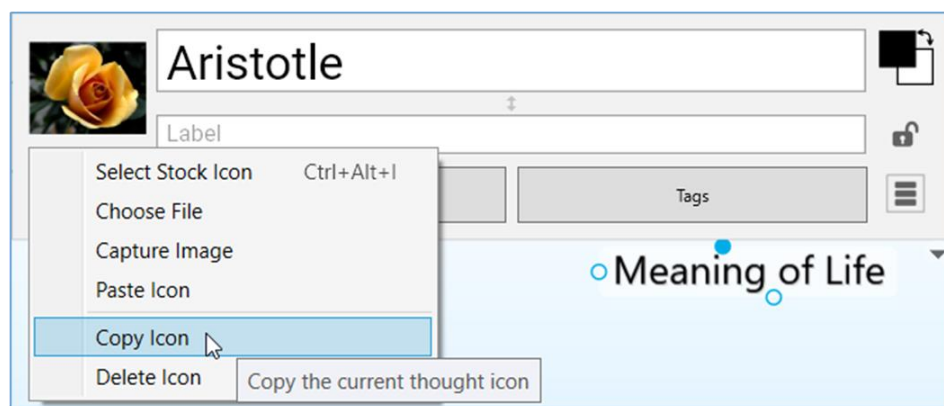 Aristotle
Label
Select Stock Icon Ctrl+Alt+I
Choose File
Capture Image
Paste Icon
Copy Icon
Delete Icon
Copy the current thought icon
Tags
Meaning of Life